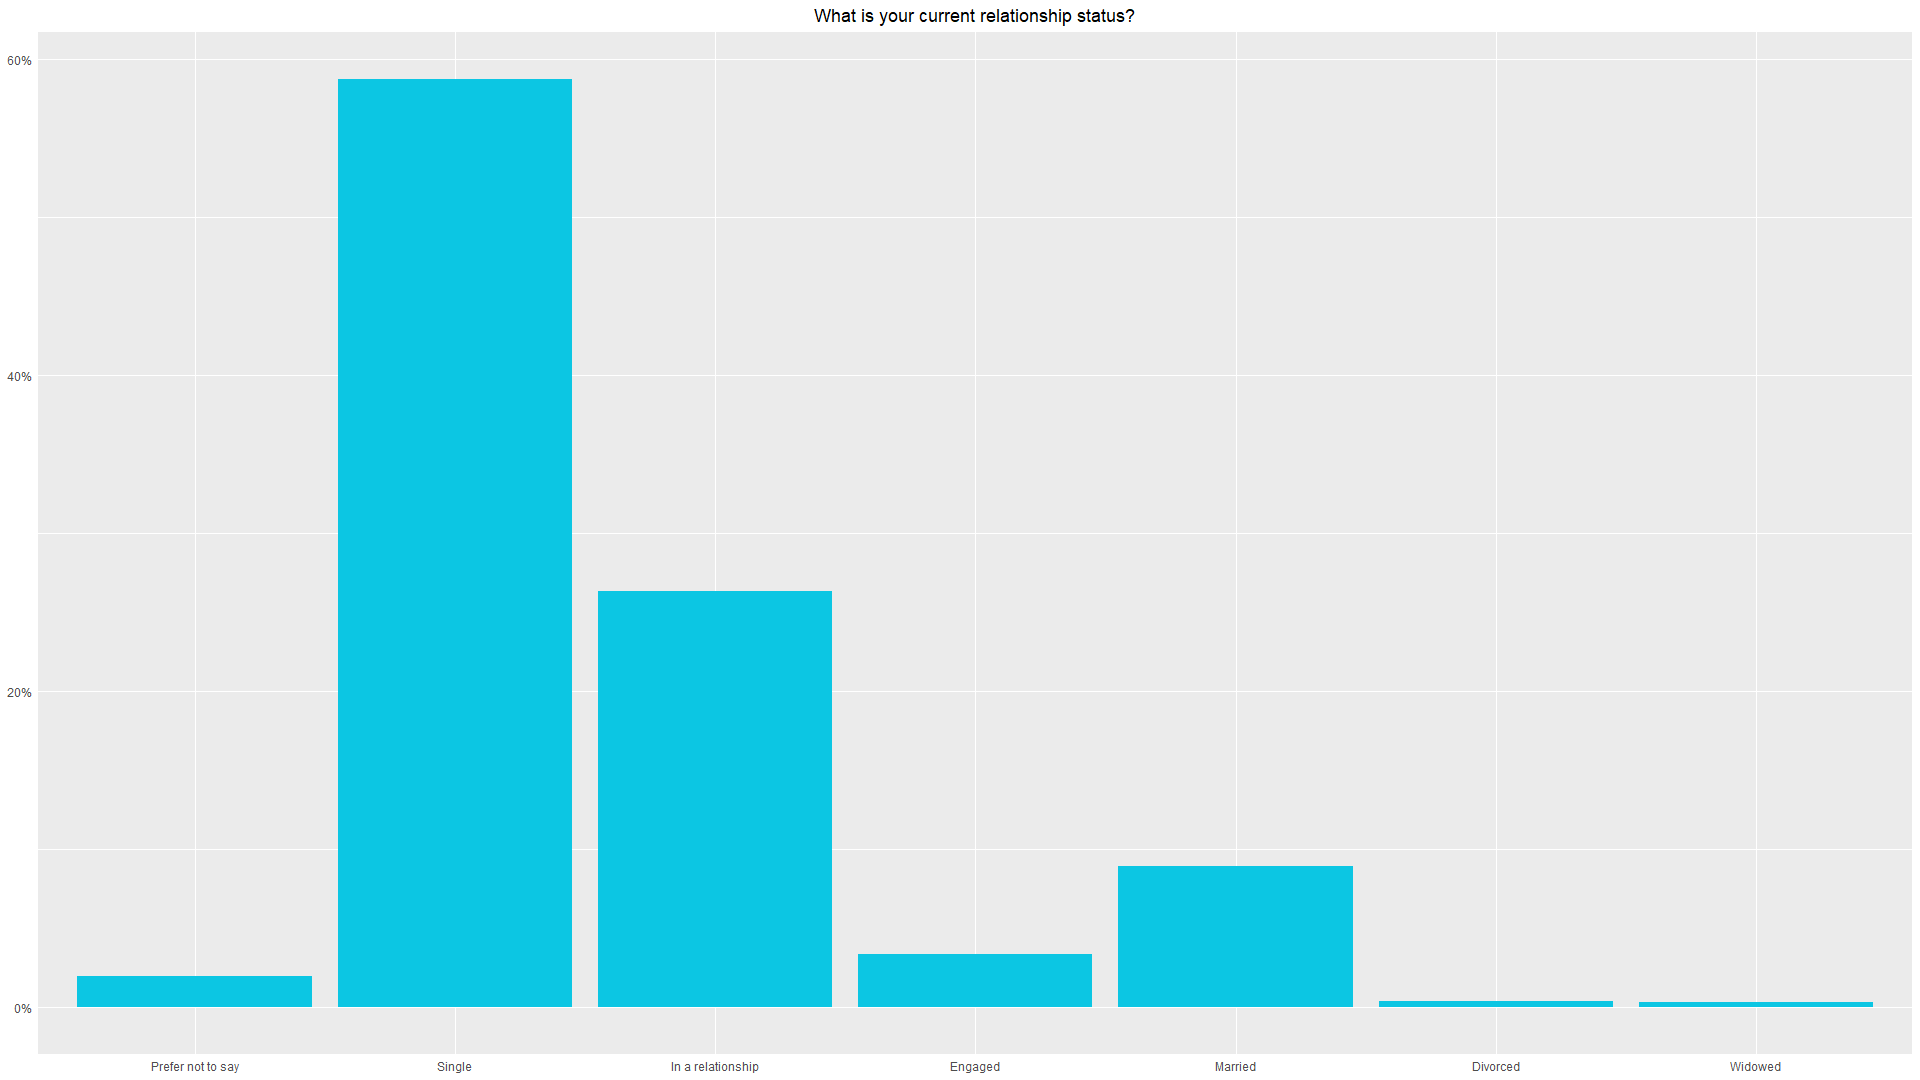 What is your current relationship status?
60%
40%
20%
0%
Prefer not to say
Single
In a relationship
Engaged
Married
Divorced
Widowed